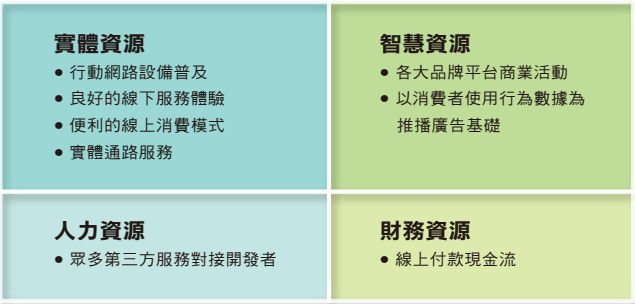 實體資源
● 行動網路設備普及
● 良好的線下服務體驗
● 便利的線上消費模式
● 實體通路服務
智慧資源
● 各大品牌平台商業活動
● 以消費者使用行為數據為
推播廣告基礎
人力資源
● 眾多第三方服務對接開發者
財務資源
● 線上付款現金流